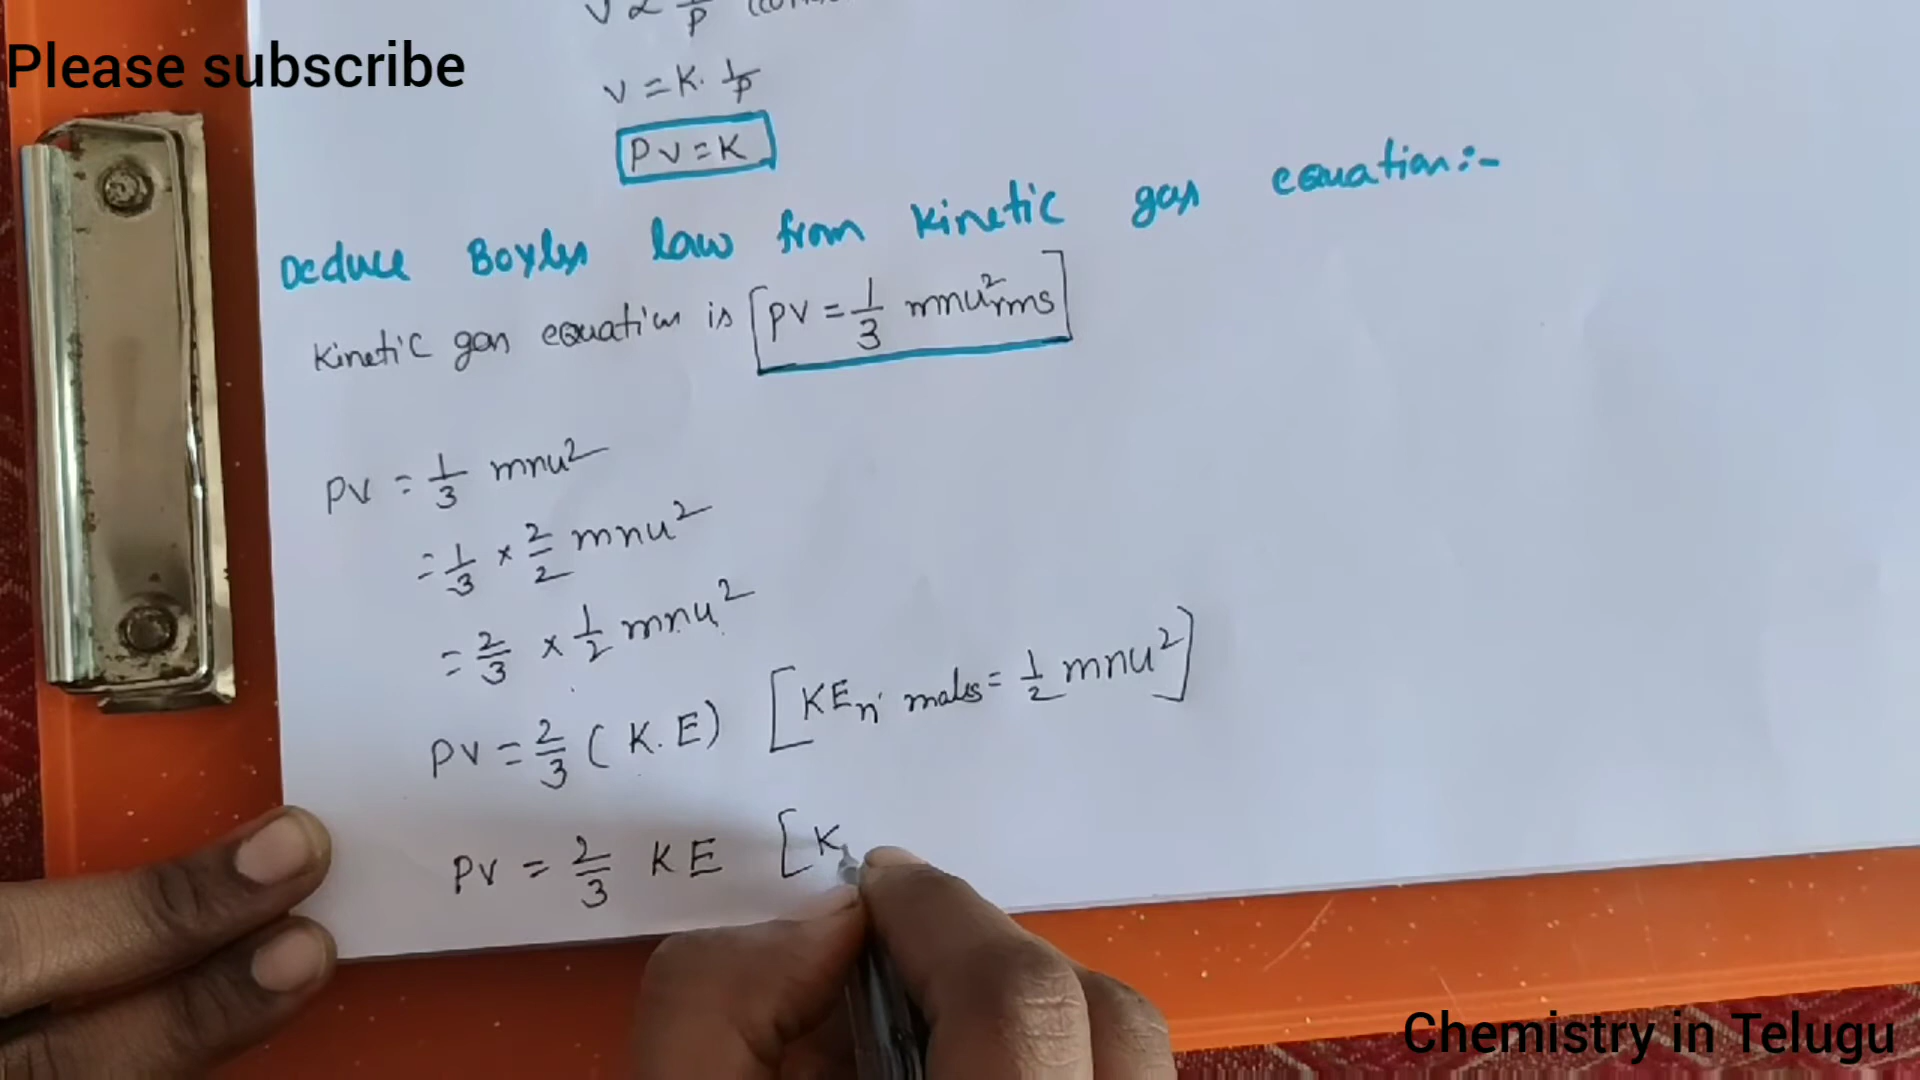 Please subscribe
V ∝ 1/P
V = K. 1/P
PV = K
Deduce Boyles law from kinetic gas equation:-
Kinetic gas equation is [PV = 1/3 mnu²rms]
PV = 1/3 mnu²
= 1/3 × 2/2 mnu²
= 2/3 × 1/2 mnu²
PV = 2/3 (K.E) [KE n' moles = 1/2 mnu²]
PV = 2/3 KE [K
Chemistry in Telugu